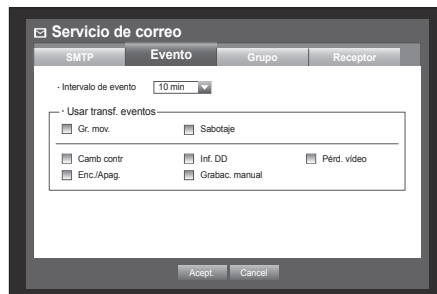 Servicio de correo
SMTP Evento Grupo Receptor
· Intervalo de evento 10 min
· Usar transf. eventos
Gr. mov. Sabotaje
Camb contr Inf. DD Pérd. vídeo
Enc./Apag. Grabac. manual
Acept. Cancel